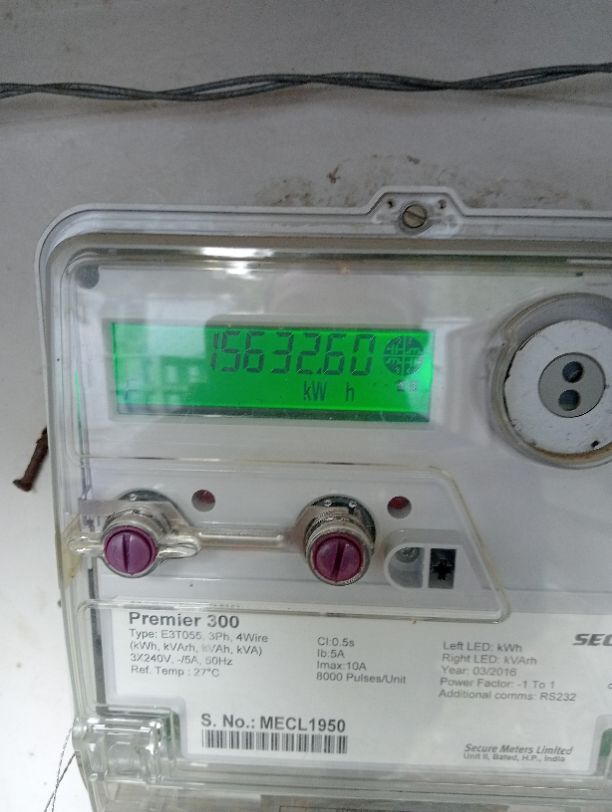 15632.60
kW h
Premier 300
Type: E3T055, 3Ph, 4Wire
(kWh, kVArh, kVAh, kVA)
3X240V, -/5A, 50Hz
Ref. Temp : 27°C
Cl:0.5s
Ib:5A
Imax:10A
8000 Pulses/Unit
Left LED: kWh
Right LED: kVArh
Year: 03/2016
Power Factor: -1 To 1
Additional comms: RS232
SEC
S. No.: MECL1950
Secure Meters Limited
Unit II, Bated, H.P., India